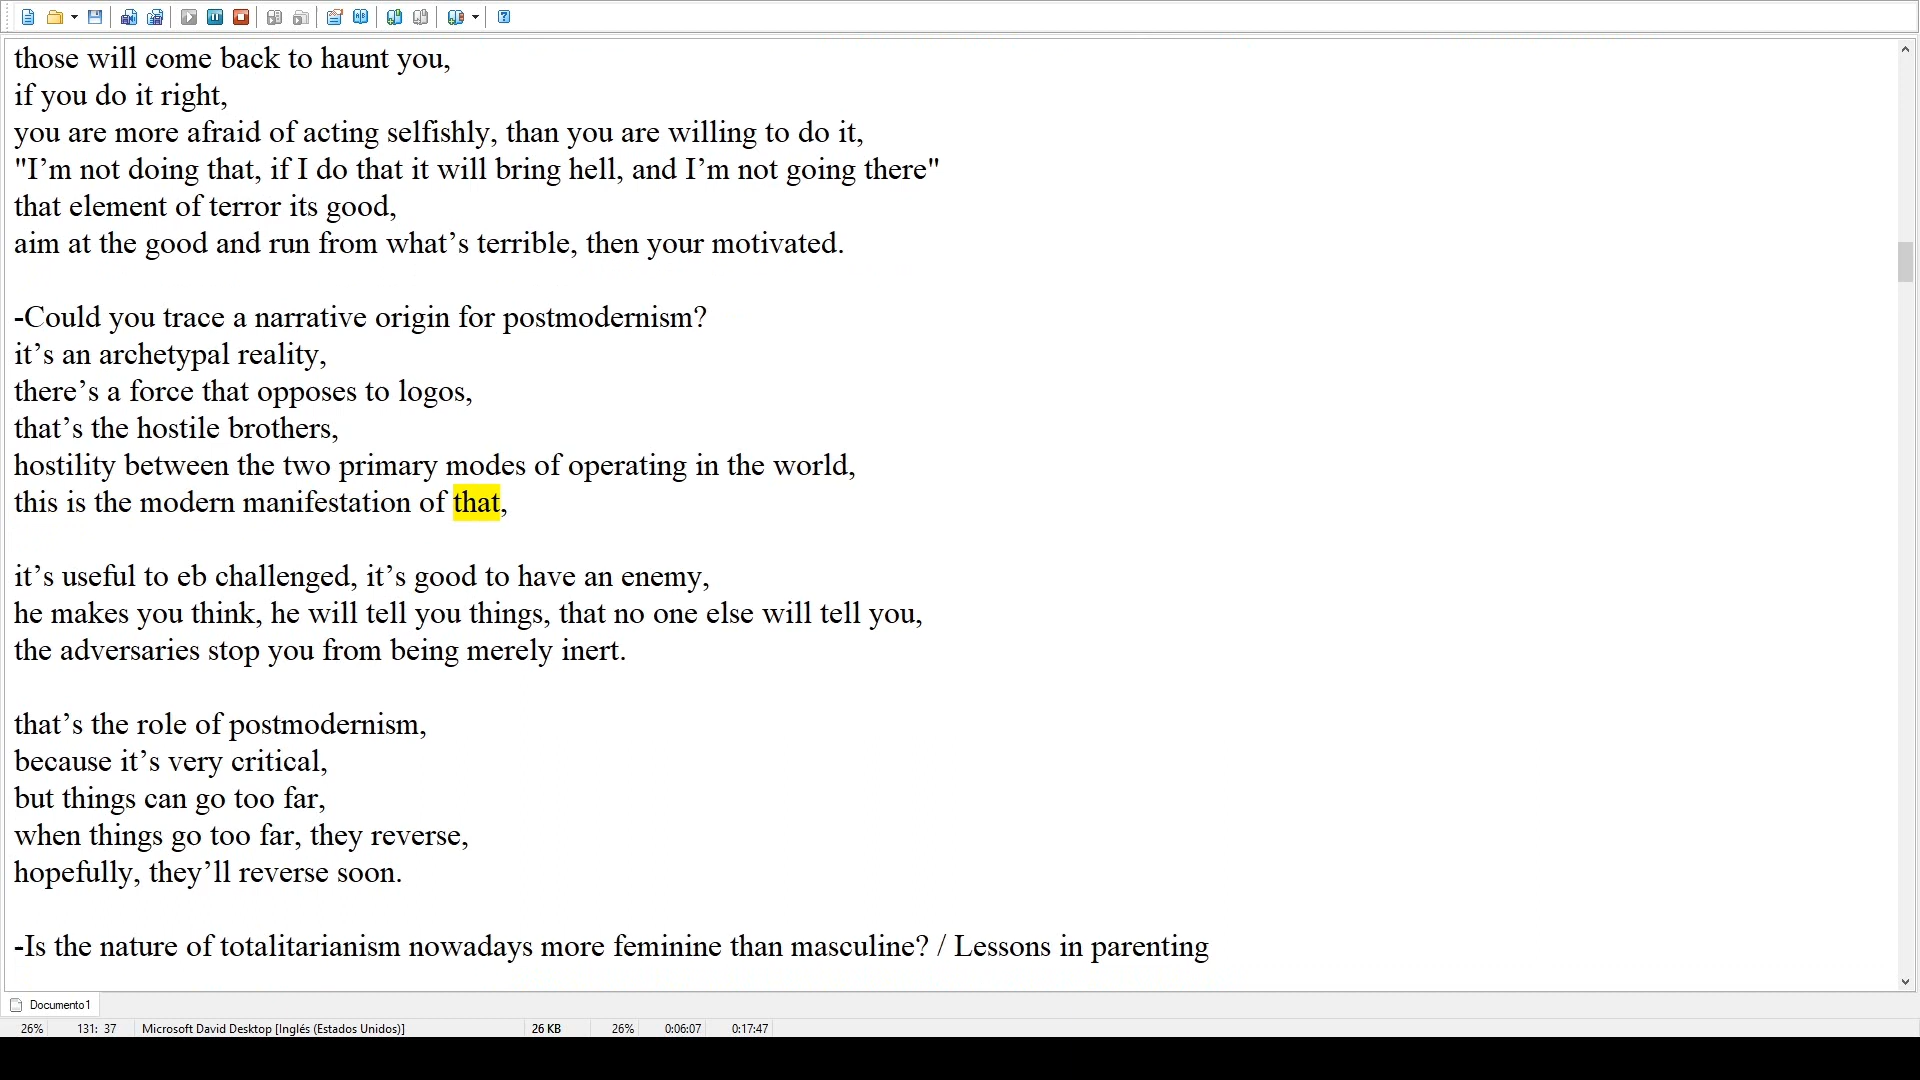 those will come back to haunt you,
if you do it right,
you are more afraid of acting selfishly, than you are willing to do it,
"I’m not doing that, if I do that it will bring hell, and I’m not going there"
that element of terror its good,
aim at the good and run from what’s terrible, then your motivated.
-Could you trace a narrative origin for postmodernism?
it’s an archetypal reality,
there’s a force that opposes to logos,
that’s the hostile brothers,
hostility between the two primary modes of operating in the world,
this is the modern manifestation of that,
it’s useful to eb challenged, it’s good to have an enemy,
he makes you think, he will tell you things, that no one else will tell you,
the adversaries stop you from being merely inert.
that’s the role of postmodernism,
because it’s very critical,
but things can go too far,
when things go too far, they reverse,
hopefully, they’ll reverse soon.
-Is the nature of totalitarianism nowadays more feminine than masculine? / Lessons in parenting
Documento1
26% 131: 37 Microsoft David Desktop [Inglés (Estados Unidos)] 26 KB 26% 0:06:07 0:17:47